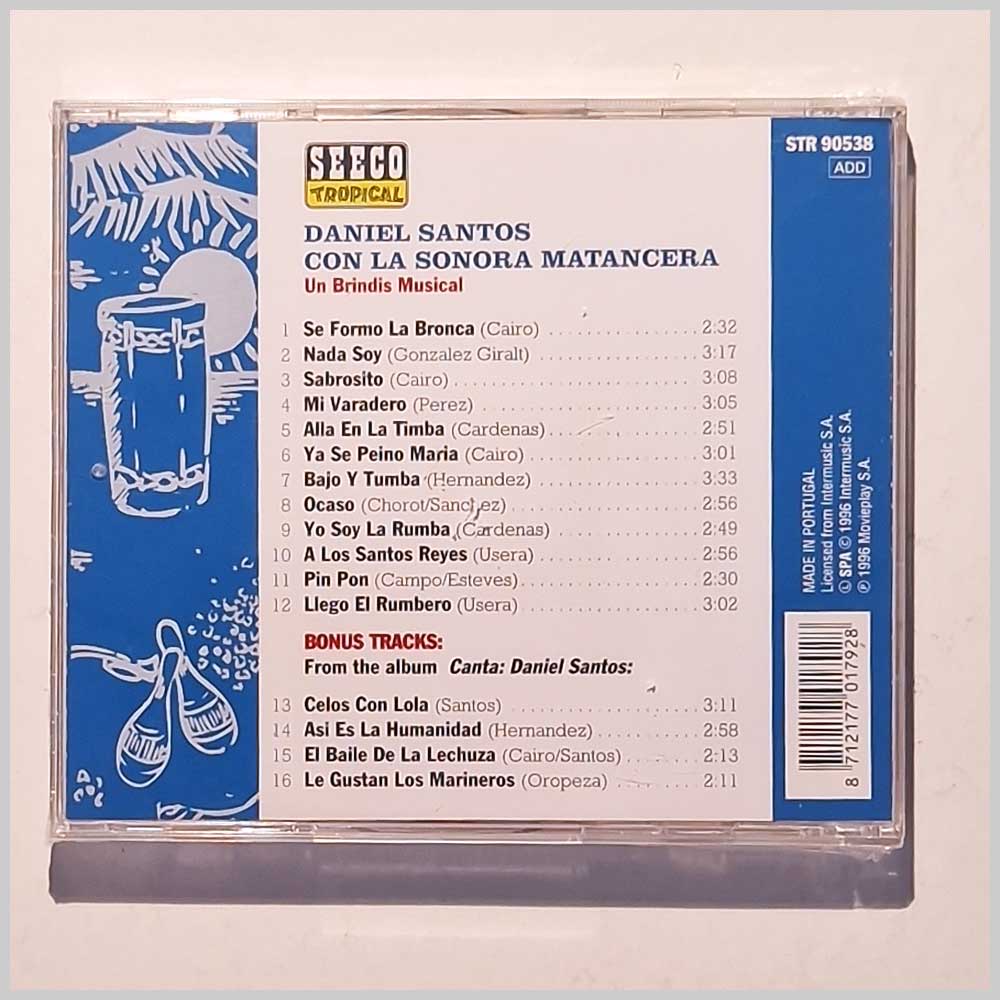 SEECO
TROPICAL
DANIEL SANTOS
CON LA SONORA MATANCERA
Un Brindis Musical
1 Se Formo La Bronca (Cairo) 2:32
2 Nada Soy (Gonzalez Giralt) 3:17
3 Sabrosito (Cairo) 3:08
4 Mi Varadero (Perez) 3:05
5 Alla En La Timba (Cardenas) 2:51
6 Ya Se Peino Maria (Cairo) 3:01
7 Bajo Y Tumba (Hernandez) 3:33
8 Ocaso (Chorot/Sanchez) 2:56
9 Yo Soy La Rumba (Cardenas) 2:49
10 A Los Santos Reyes (Usera) 2:56
11 Pin Pon (Campo/Esteves) 2:30
12 Llego El Rumbero (Usera) 3:02
BONUS TRACKS:
From the album Canta: Daniel Santos:
13 Celos Con Lola (Santos) 3:11
14 Asi Es La Humanidad (Hernandez) 2:58
15 El Baile De La Lechuza (Cairo/Santos) 2:13
16 Le Gustan Los Marineros (Oropeza) 2:11
STR 90538
ADD
MADE IN PORTUGAL
Licensed from Intermusic S.A.
Ⓛ SPA © 1996 Intermusic S.A.
℗ 1996 Movieplay S.A.
8 712177 017928